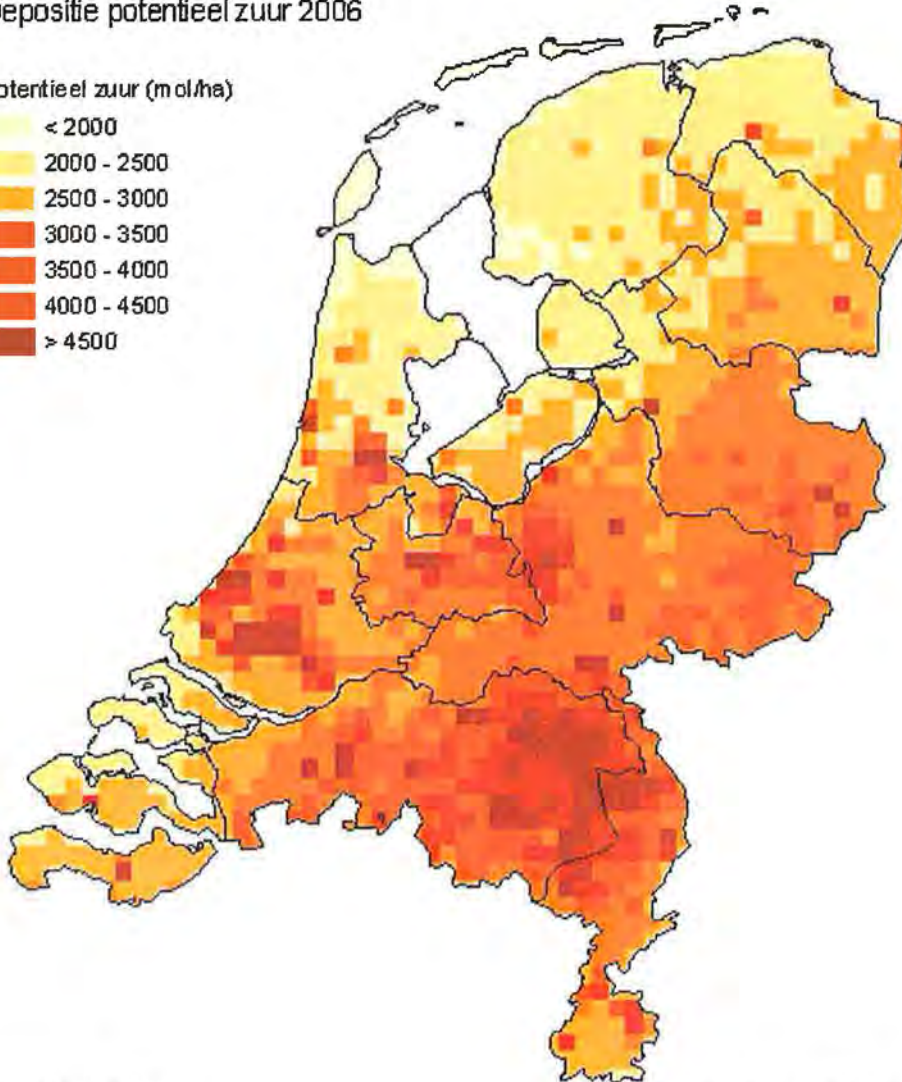 epositie potentieel zuur 2006
otentieel zuur (mol/ha)
< 2000
2000 - 2500
2500 - 3000
3000 - 3500
3500 - 4000
4000 - 4500
> 4500